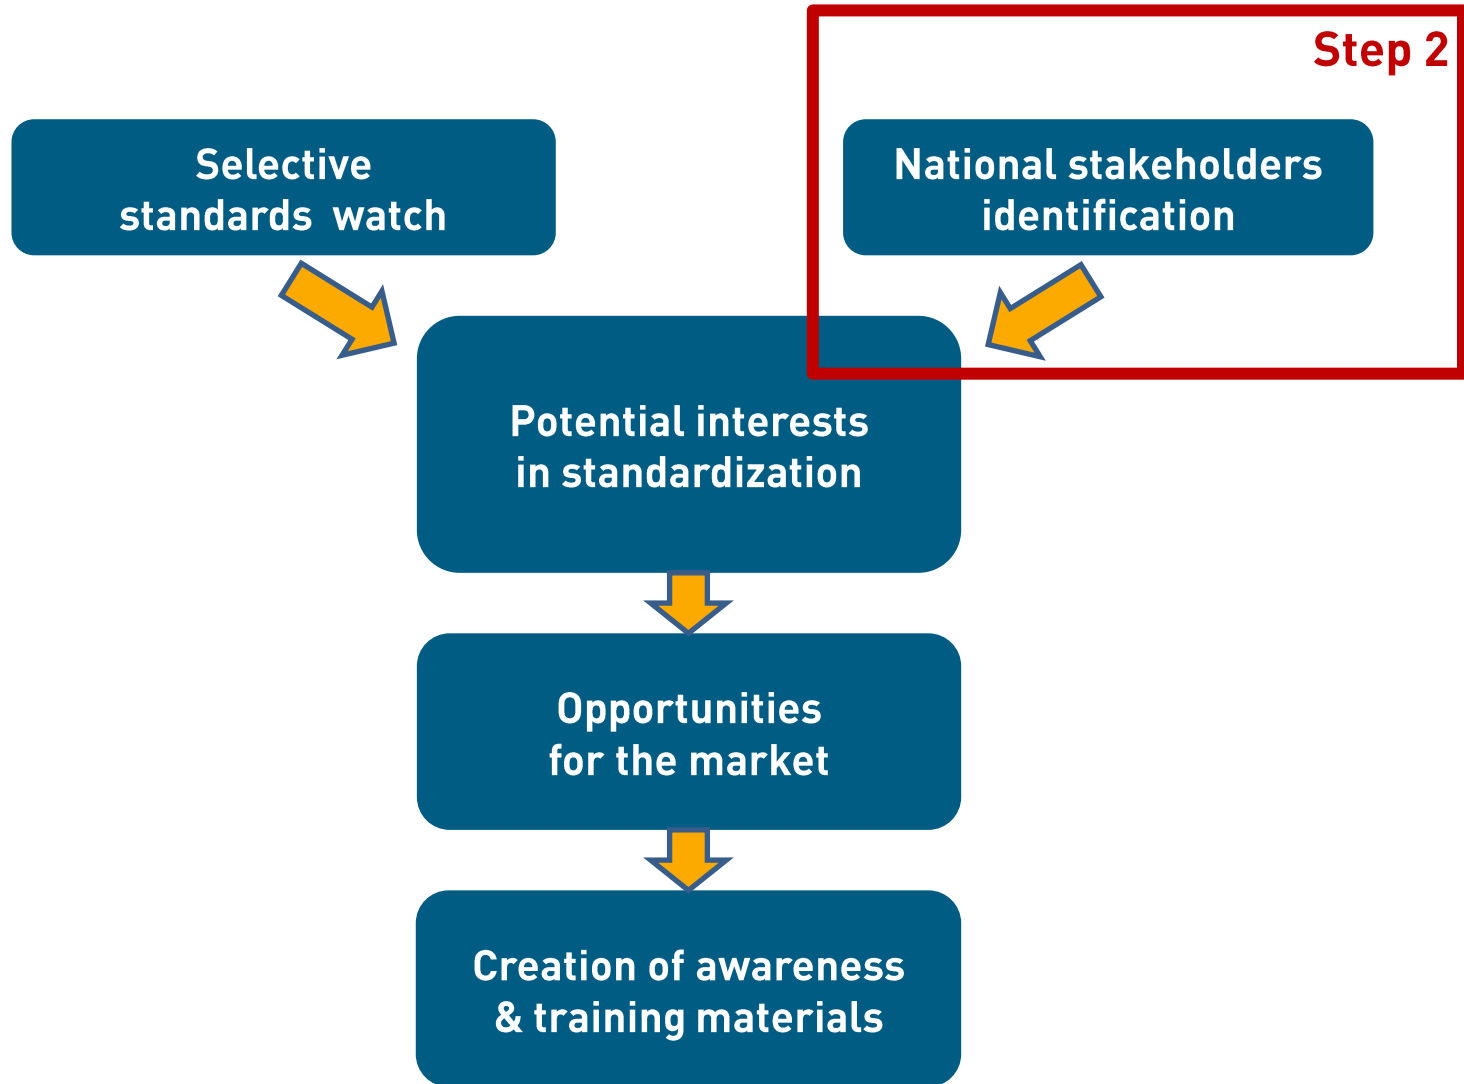 Step 2
Selective
standards watch
National stakeholders
identification
Potential interests
in standardization
Opportunities
for the market
Creation of awareness
& training materials